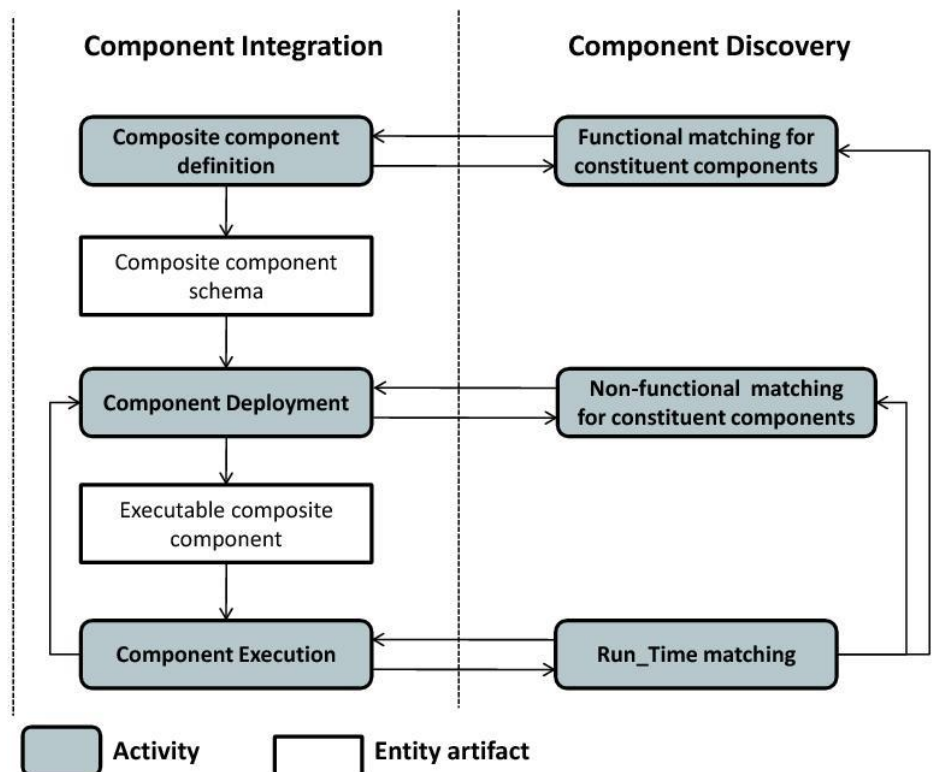 Component Integration
Component Discovery
Composite component
definition
Functional matching for
constituent components
Composite component
schema
Component Deployment
Non-functional matching
for constituent components
Executable composite
component
Component Execution
Run_Time matching
Activity
Entity artifact